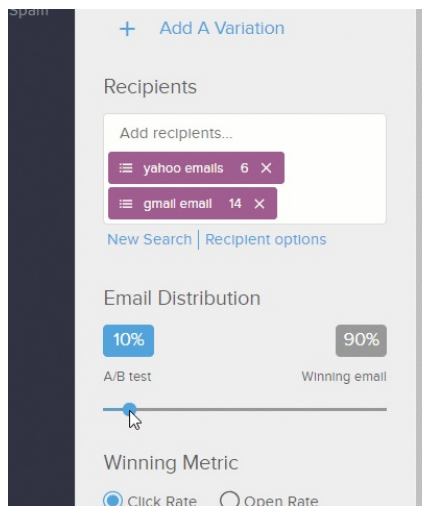 Spam
+ Add A Variation
Recipients
Add recipients...
yahoo emails 6 ×
gmail email 14 ×
New Search | Recipient options
Email Distribution
10% 90%
A/B test Winning email
Winning Metric
Click Rate Open Rate